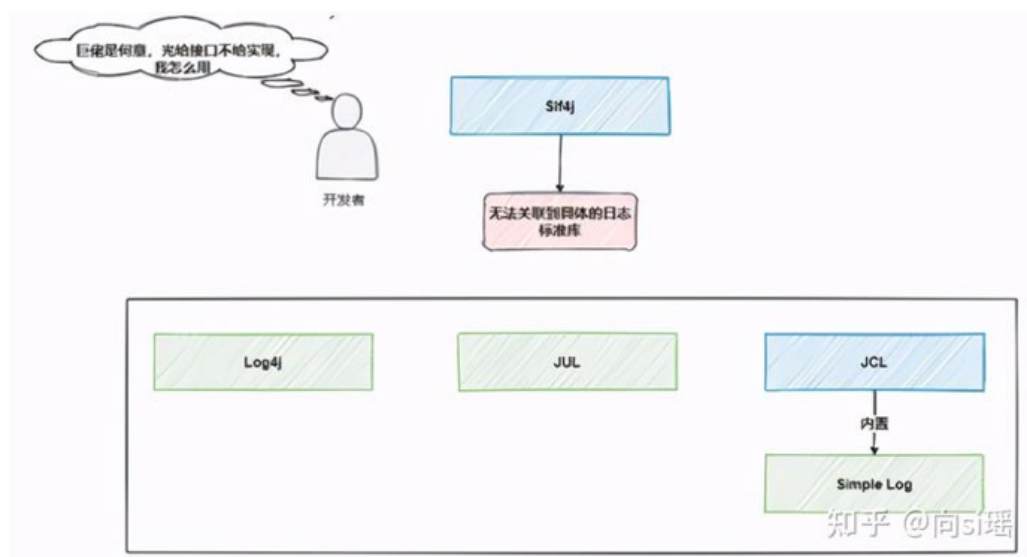 巨佬是何意，光给接口不给实现，
我怎么用
开发者
Slf4j
无法关联到具体的日志
标准库
Log4j
JUL
JCL
内置
Simple Log
知乎 @向si瑶